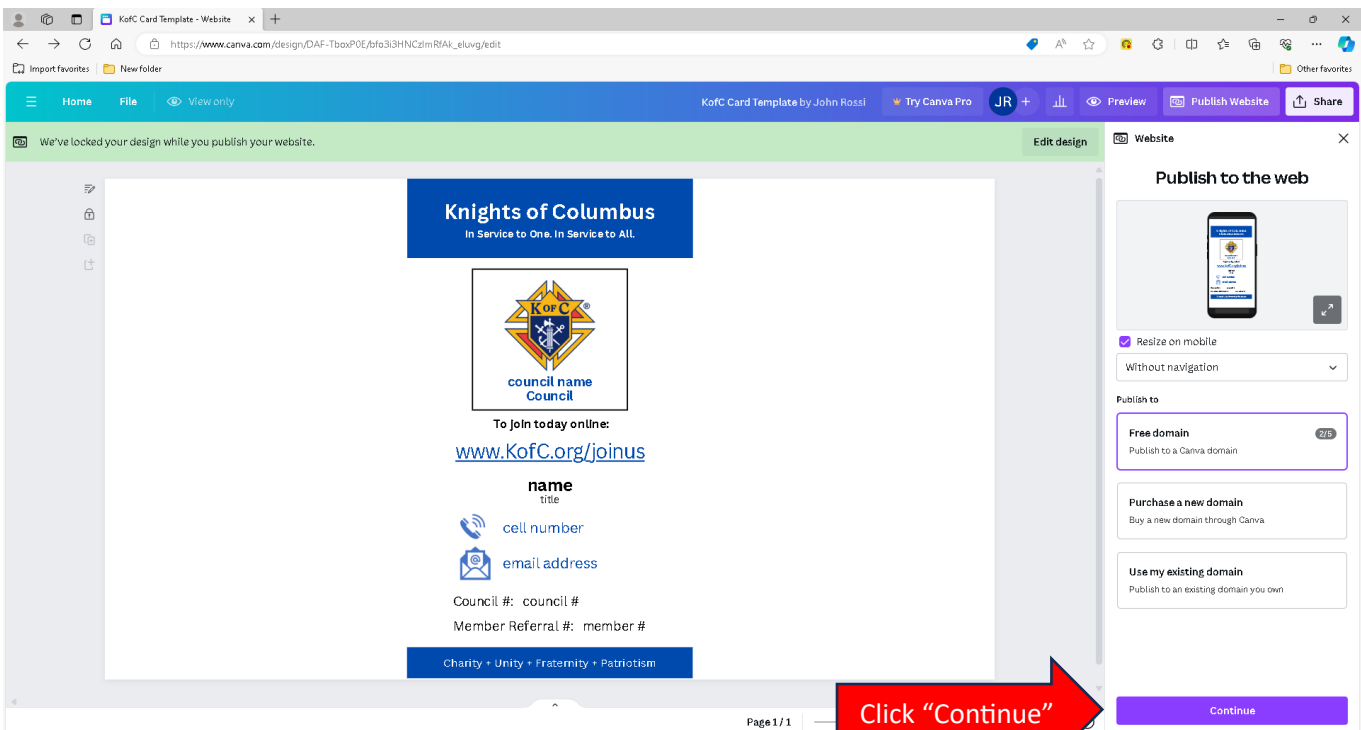 KofC Card Template - Website
https://www.canva.com/design/DAF-TboxP0E/bfo3i3HNCzlmRfAk_eluvg/edit
Import favorites
New folder
Other favorites
Home
File
View only
KofC Card Template by John Rossi
Try Canva Pro
JR
Preview
Publish Website
Share
We've locked your design while you publish your website.
Edit design
Knights of Columbus
In Service to One. In Service to All.
K OF C
council name
Council
To join today online:
www.KofC.org/joinus
name
title
cell number
email address
Council #: council #
Member Referral #: member #
Charity + Unity + Fraternity + Patriotism
Page 1 / 1
Click "Continue"
Website
Publish to the web
Resize on mobile
Without navigation
Publish to
Free domain
2/5
Publish to a Canva domain
Purchase a new domain
Buy a new domain through Canva
Use my existing domain
Publish to an existing domain you own
Continue